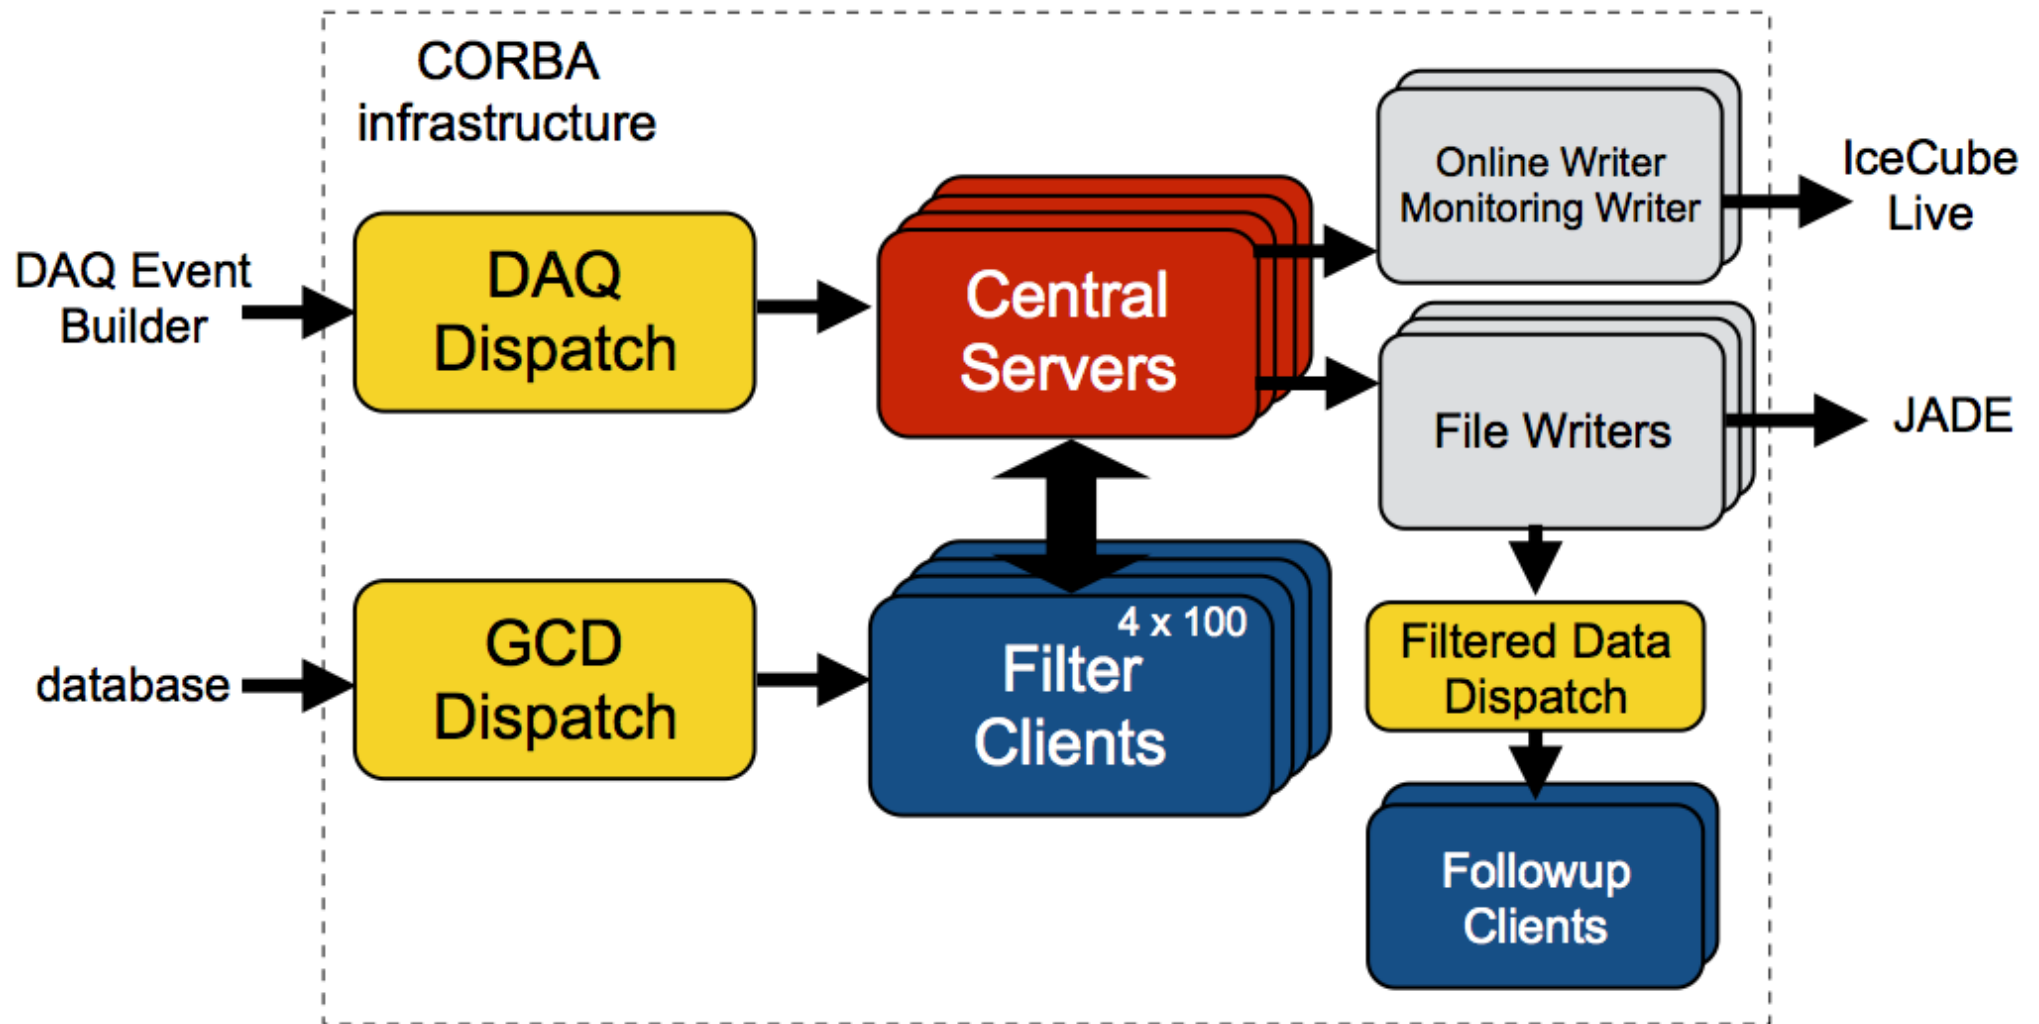 CORBA
infrastructure
DAQ Event
Builder
DAQ
Dispatch
Central
Servers
Online Writer
Monitoring Writer
IceCube
Live
File Writers
JADE
database
GCD
Dispatch
4 x 100
Filter
Clients
Filtered Data
Dispatch
Followup
Clients